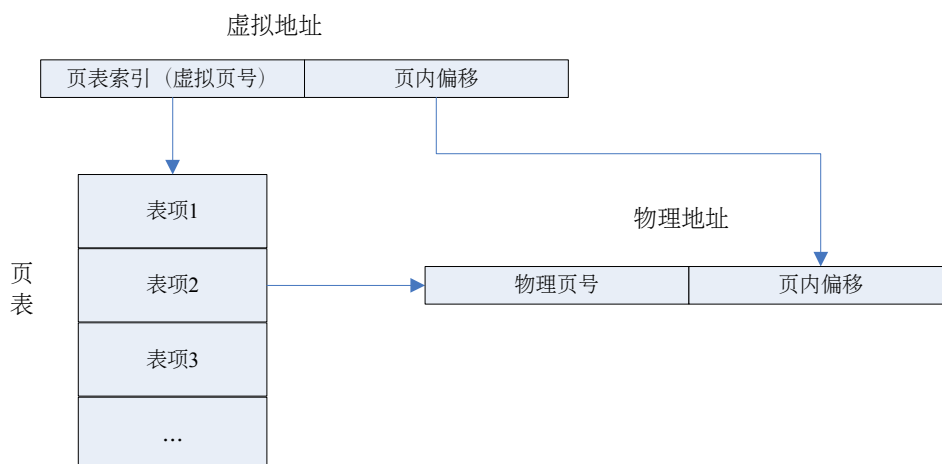 虚拟地址
页表索引（虚拟页号） 页内偏移
表项1
物理地址
页表
表项2
物理页号 页内偏移
表项3
...